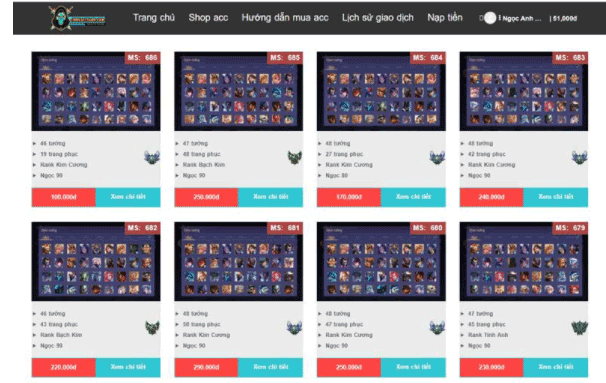 Trang chủ Shop acc Hướng dẫn mua acc Lịch sử giao dịch Nạp tiền Ngọc Anh ... | 51,000đ
MS: 686
46 tướng
19 trang phục
Rank Kim Cương
Ngọc 90
100,000đ Xem chi tiết
MS: 685
47 tướng
48 trang phục
Rank Bạch Kim
Ngọc 90
250,000đ Xem chi tiết
MS: 684
48 tướng
27 trang phục
Rank Kim Cương
Ngọc 80
170,000đ Xem chi tiết
MS: 683
48 tướng
42 trang phục
Rank Kim Cương
Ngọc 90
240,000đ Xem chi tiết
MS: 682
46 tướng
43 trang phục
Rank Bạch Kim
Ngọc 90
220,000đ Xem chi tiết
MS: 681
48 tướng
50 trang phục
Rank Kim Cương
Ngọc 90
290,000đ Xem chi tiết
MS: 680
48 tướng
47 trang phục
Rank Kim Cương
Ngọc 90
250,000đ Xem chi tiết
MS: 679
47 tướng
45 trang phục
Rank Tinh Anh
Ngọc 90
230,000đ Xem chi tiết